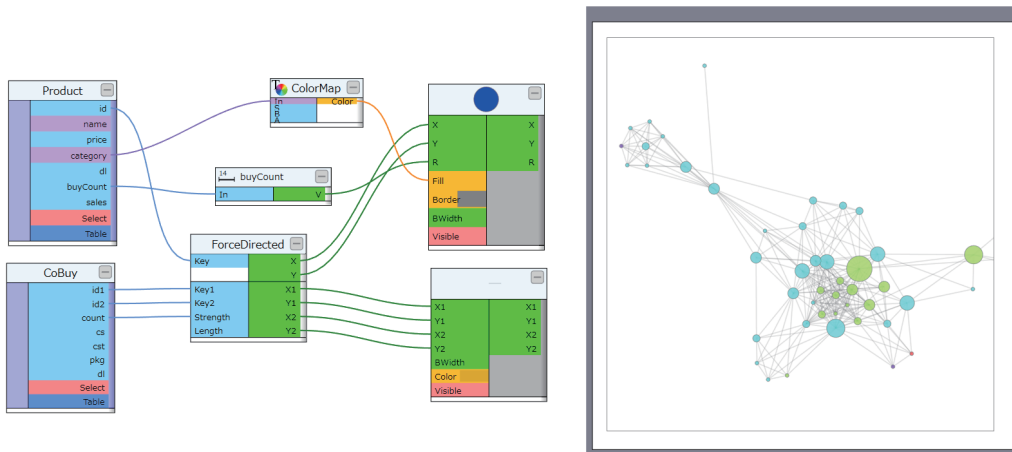 Product
id
name
price
category
dl
buyCount
sales
Select
Table
CoBuy
id1
id2
count
cs
cst
pkg
dl
Select
Table
T ColorMap
In Color
S
B
A
14 buyCount
In V
ForceDirected
Key X
Y
Key1 X1
Key2 Y1
Strength X2
Length Y2
X X
Y Y
R R
Fill
Border
BWidth
Visible
X1 X1
Y1 Y1
X2 X2
Y2 Y2
BWidth
Color
Visible